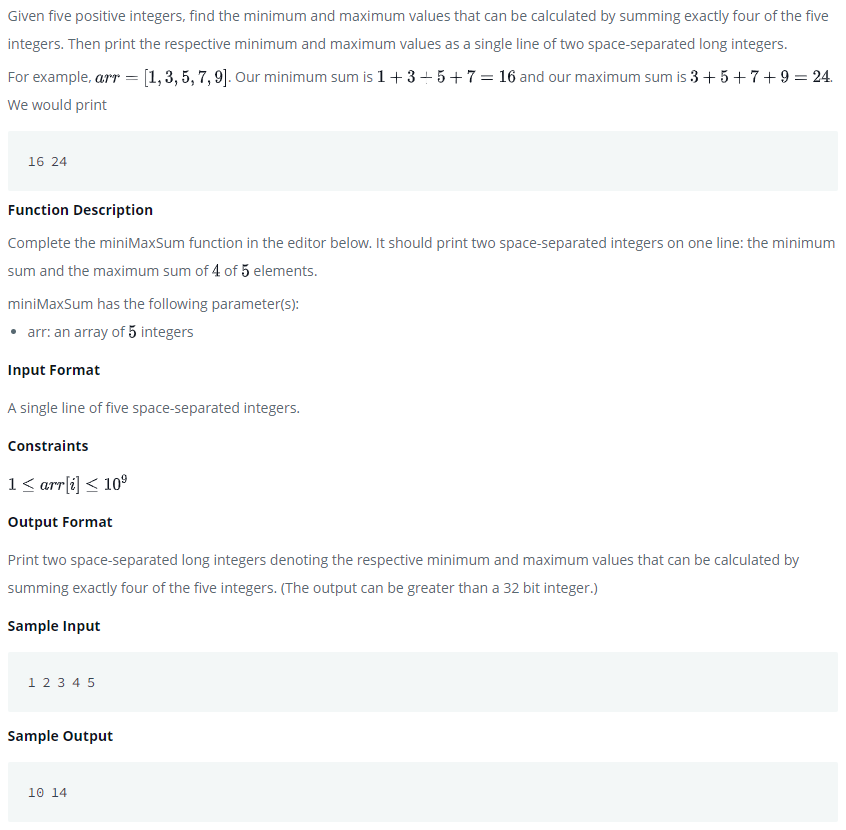 Given five positive integers, find the minimum and maximum values that can be calculated by summing exactly four of the five
integers. Then print the respective minimum and maximum values as a single line of two space-separated long integers.
For example, arr = [1, 3, 5, 7, 9]. Our minimum sum is 1 + 3 + 5 + 7 = 16 and our maximum sum is 3 + 5 + 7 + 9 = 24.
We would print
16 24
Function Description
Complete the miniMaxSum function in the editor below. It should print two space-separated integers on one line: the minimum
sum and the maximum sum of 4 of 5 elements.
miniMaxSum has the following parameter(s):
• arr: an array of 5 integers
Input Format
A single line of five space-separated integers.
Constraints
1 ≤ arr[i] ≤ 10⁹
Output Format
Print two space-separated long integers denoting the respective minimum and maximum values that can be calculated by
summing exactly four of the five integers. (The output can be greater than a 32 bit integer.)
Sample Input
1 2 3 4 5
Sample Output
10 14